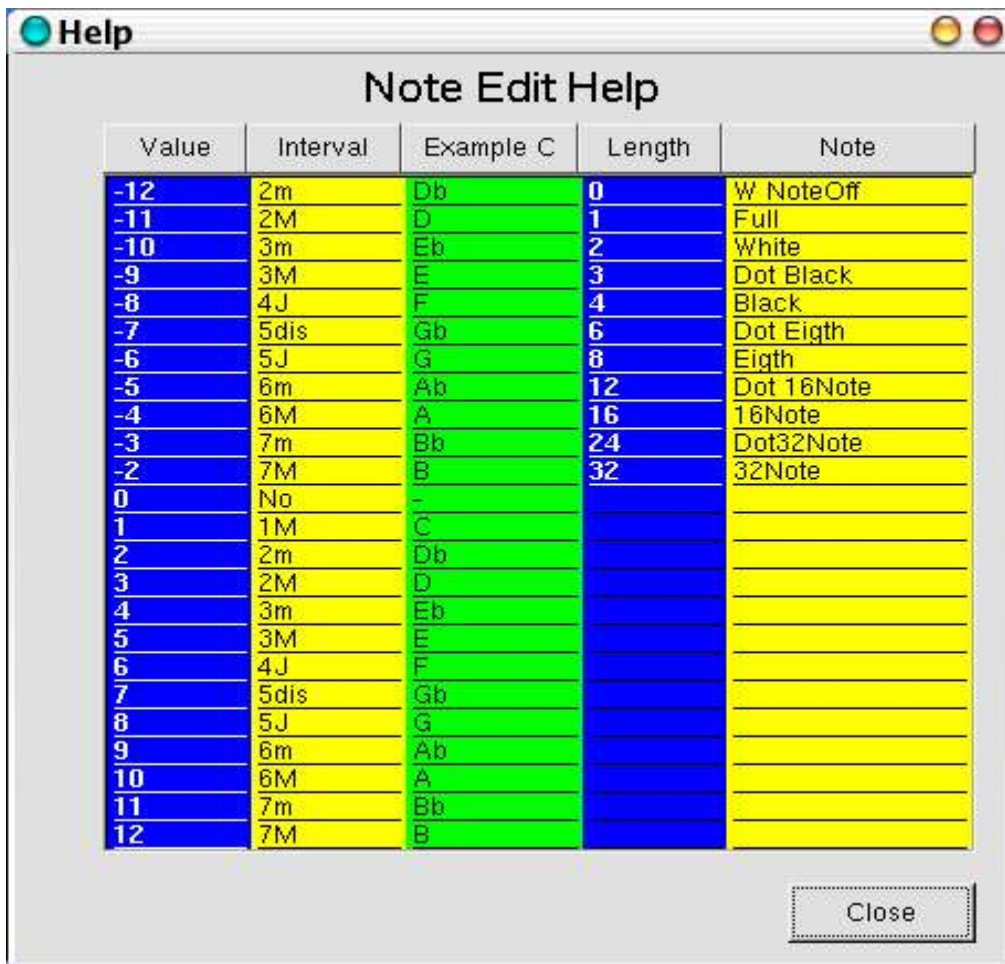 Help
Note Edit Help
Value Interval Example C Length Note
-12 2m Db 0 W NoteOff
-11 2M D 1 Full
-10 3m Eb 2 White
-9 3M E 3 Dot Black
-8 4J F 4 Black
-7 5dis Gb 6 Dot Eigth
-6 5J G 8 Eigth
-5 6m Ab 12 Dot 16Note
-4 6M A 16 16Note
-3 7m Bb 24 Dot32Note
-2 7M B 32 32Note
0 No -
1 1M C
2 2m Db
3 2M D
4 3m Eb
5 3M E
6 4J F
7 5dis Gb
8 5J G
9 6m Ab
10 6M A
11 7m Bb
12 7M B
Close